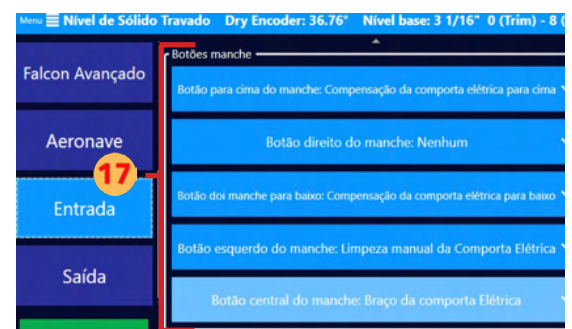 Menu Nível de Sólido Travado Dry Encoder: 36.76° Nível base: 3 1/16" 0 (Trim) - 8 (
Botões manche
Falcon Avançado
Botão para cima do manche: Compensação da comporta elétrica para cima
Aeronave
Botão direito do manche: Nenhum
17
Botão doi manche para baixo: Compensação da comporta elétrica para baixo
Entrada
Botão esquerdo do manche: Limpeza manual da Comporta Elétrica
Saída
Botão central do manche: Braço da comporta Elétrica